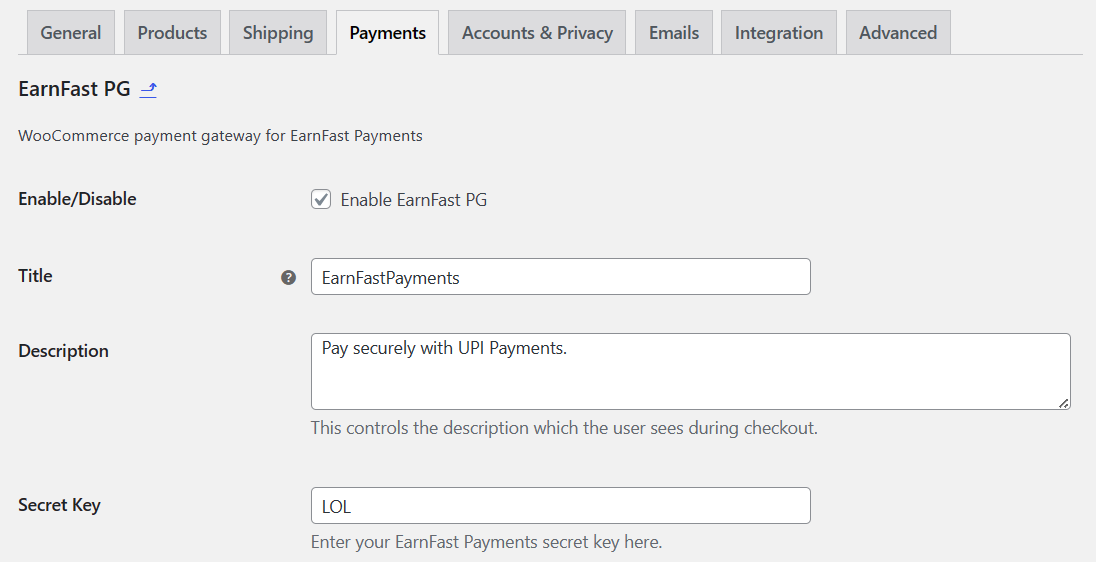 General Products Shipping Payments Accounts & Privacy Emails Integration Advanced
EarnFast PG
WooCommerce payment gateway for EarnFast Payments
Enable/Disable Enable EarnFast PG
Title ? EarnFastPayments
Description Pay securely with UPI Payments.
This controls the description which the user sees during checkout.
Secret Key LOL
Enter your EarnFast Payments secret key here.